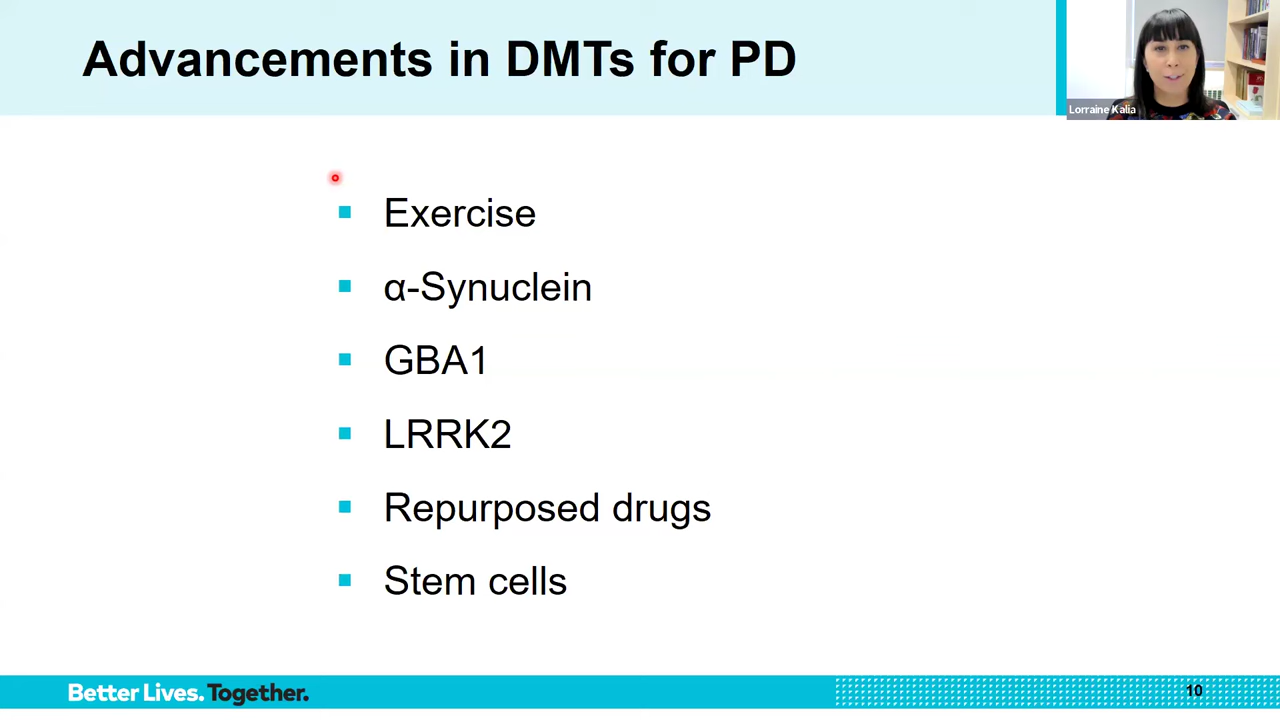 Advancements in DMTs for PD
Lorraine Kalia
Exercise
α-Synuclein
GBA1
LRRK2
Repurposed drugs
Stem cells
Better Lives. Together.
10